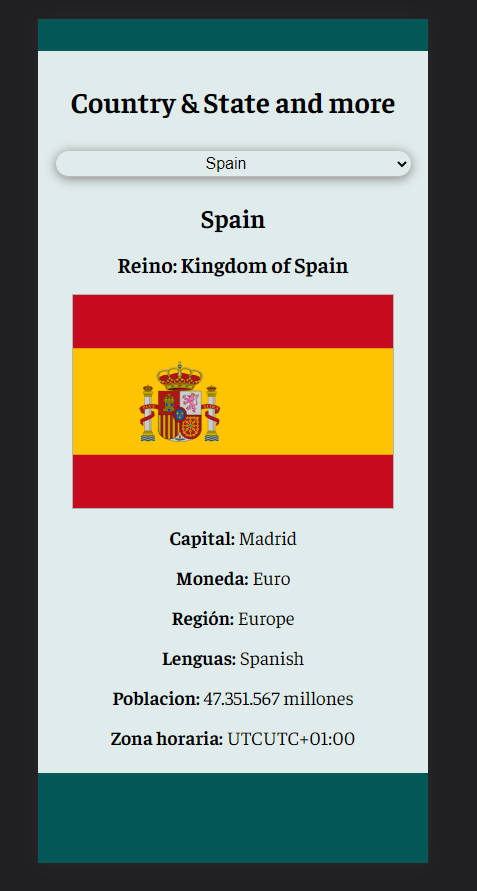 Country & State and more
Spain
Spain
Reino: Kingdom of Spain
Capital: Madrid
Moneda: Euro
Región: Europe
Lenguas: Spanish
Poblacion: 47.351.567 millones
Zona horaria: UTCUTC+01:00